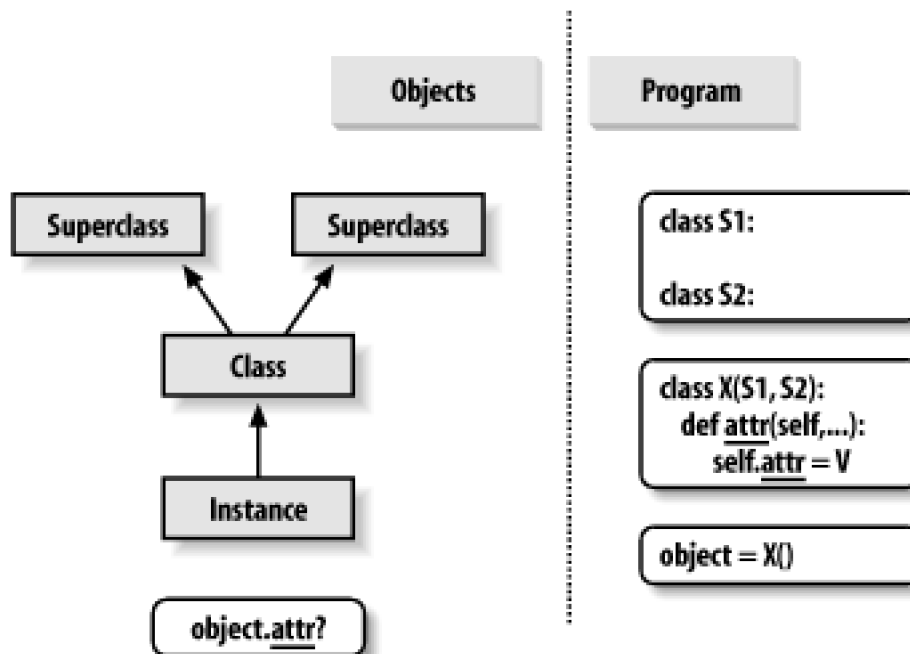 Objects
Program
Superclass
Superclass
Class
Instance
object.attr?
class S1:
class S2:
class X(S1, S2):
def attr(self,...):
self.attr = V
object = X()